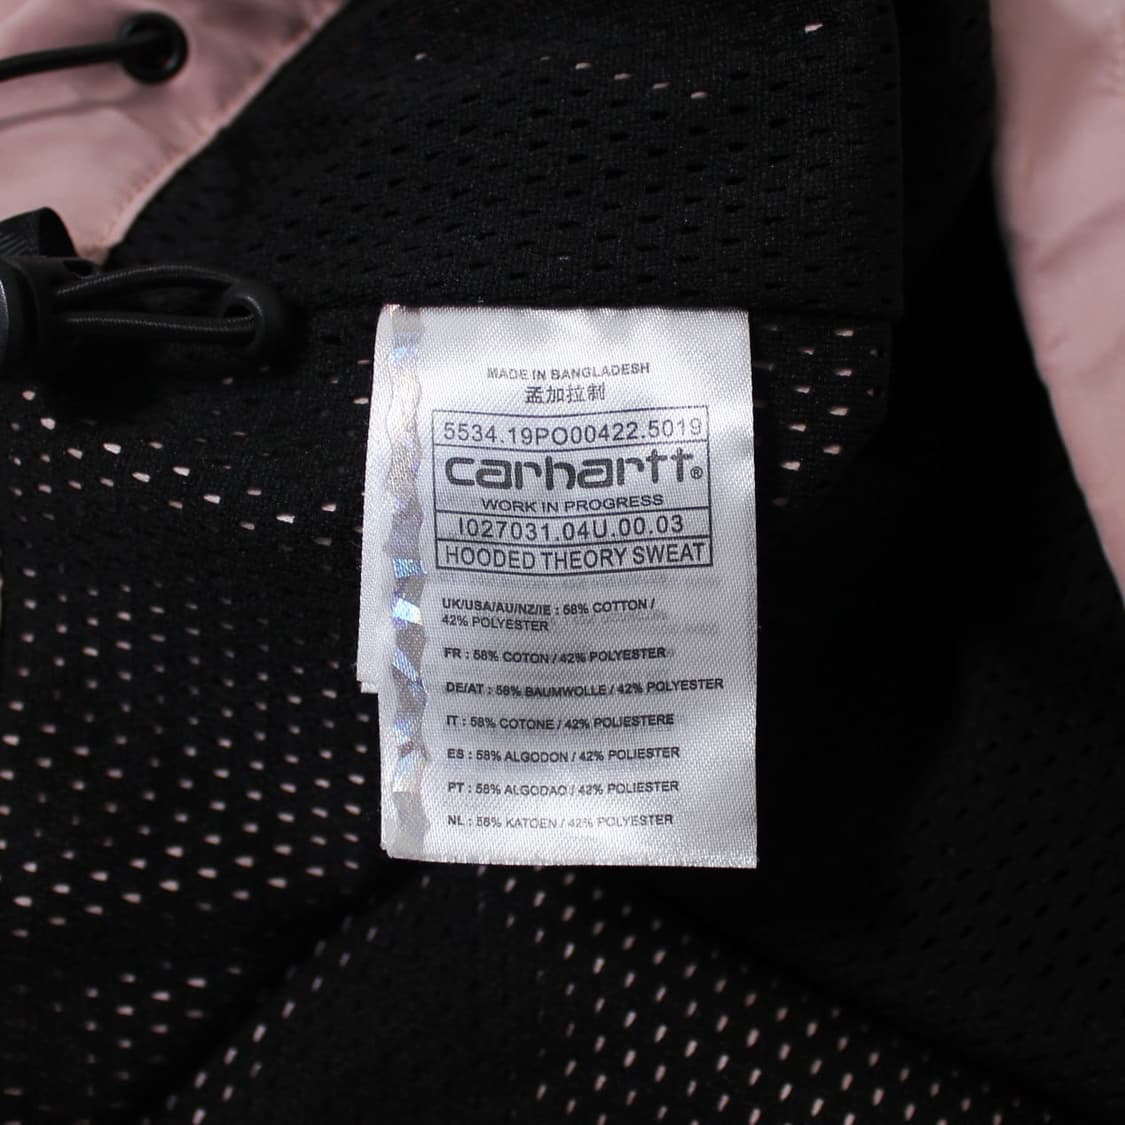 MADE IN BANGLADESH
孟加拉制
5534.19PO00422.5019
carhartt®
WORK IN PROGRESS
I027031.04U.00.03
HOODED THEORY SWEAT
UK/USA/AU/NZ/IE : 58% COTTON /
42% POLYESTER
FR : 58% COTON / 42% POLYESTER
DE/AT : 58% BAUMWOLLE / 42% POLYESTER
IT : 58% COTONE / 42% POLIESTERE
ES : 58% ALGODON / 42% POLIESTER
PT : 58% ALGODAO / 42% POLIESTER
NL : 58% KATOEN / 42% POLYESTER